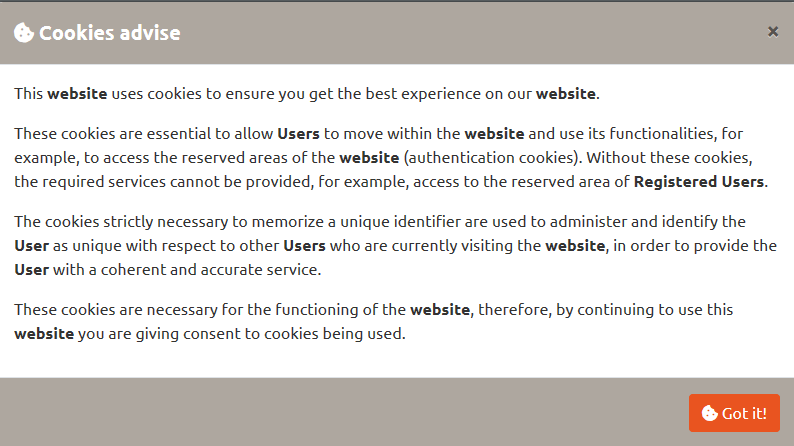 Cookies advise
×
This website uses cookies to ensure you get the best experience on our website.
These cookies are essential to allow Users to move within the website and use its functionalities, for
example, to access the reserved areas of the website (authentication cookies). Without these cookies,
the required services cannot be provided, for example, access to the reserved area of Registered Users.
The cookies strictly necessary to memorize a unique identifier are used to administer and identify the
User as unique with respect to other Users who are currently visiting the website, in order to provide the
User with a coherent and accurate service.
These cookies are necessary for the functioning of the website, therefore, by continuing to use this
website you are giving consent to cookies being used.
Got it!